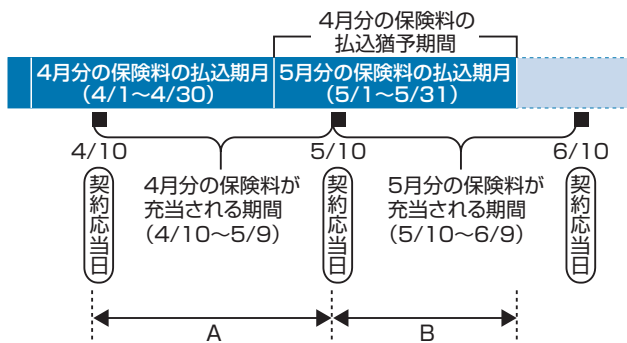 4月分の保険料の
払込猶予期間
4月分の保険料の払込期月
（4/1～4/30）
5月分の保険料の払込期月
（5/1～5/31）
4/10
5/10
6/10
契約応当日
4月分の保険料が
充当される期間
（4/10～5/9）
契約応当日
5月分の保険料が
充当される期間
（5/10～6/9）
契約応当日
A
B